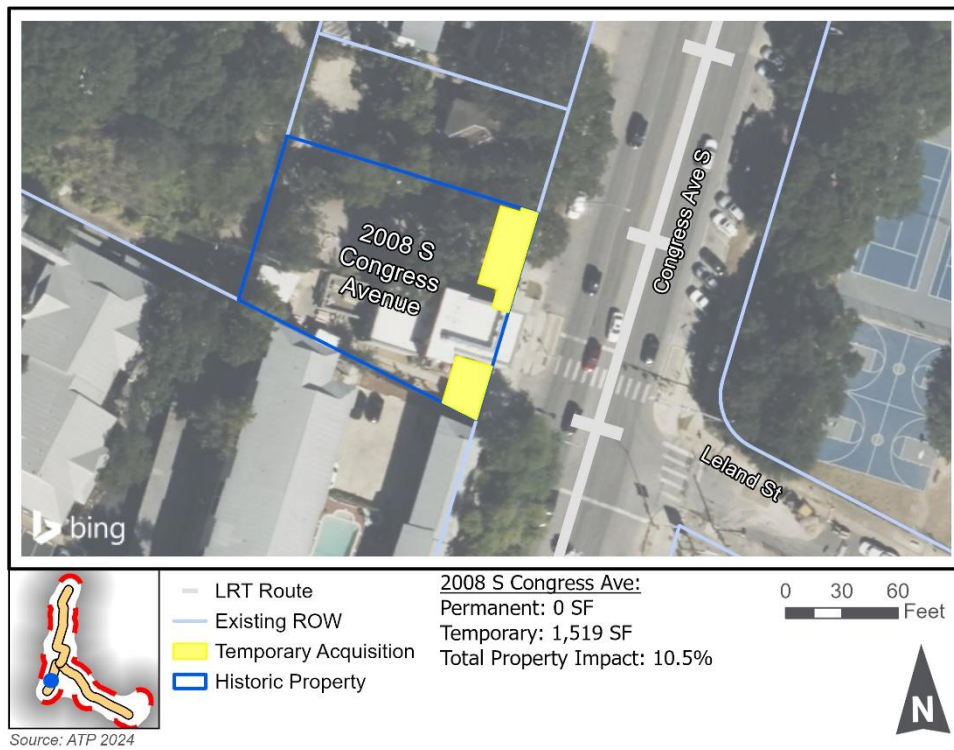 2008 S
Congress
Avenue
Congress Ave S
Leland St
bing
LRT Route
Existing ROW
Temporary Acquisition
Historic Property
2008 S Congress Ave:
Permanent: 0 SF
Temporary: 1,519 SF
Total Property Impact: 10.5%
0 30 60
Feet
N
Source: ATP 2024